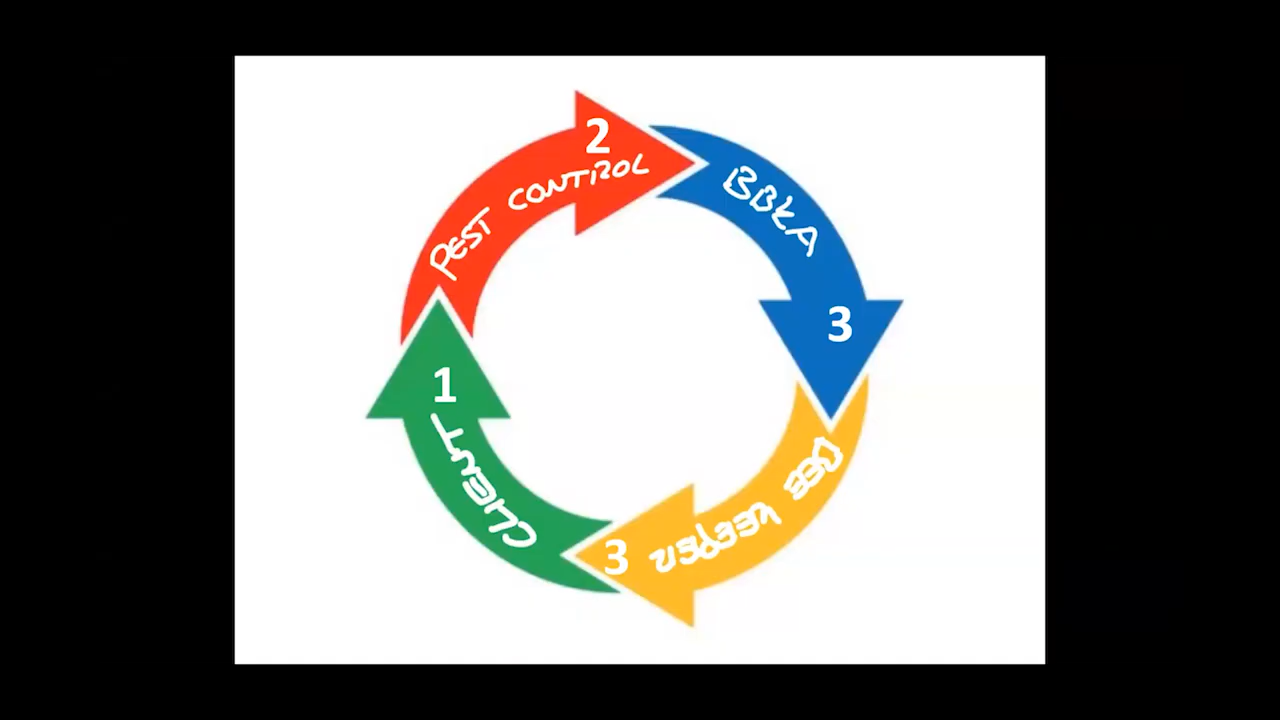 1
CLIENT
2
PEST CONTROL
BBKA
3
BEE KEEPER
3